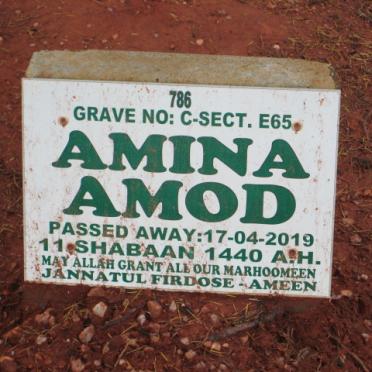 786
GRAVE NO: C-SECT. E65
AMINA
AMOD
PASSED AWAY:17-04-2019
11 SHABAAN 1440 A.H.
MAY ALLAH GRANT ALL OUR MARHOOMEEN
JANNATUL FIRDOSE - AMEEN